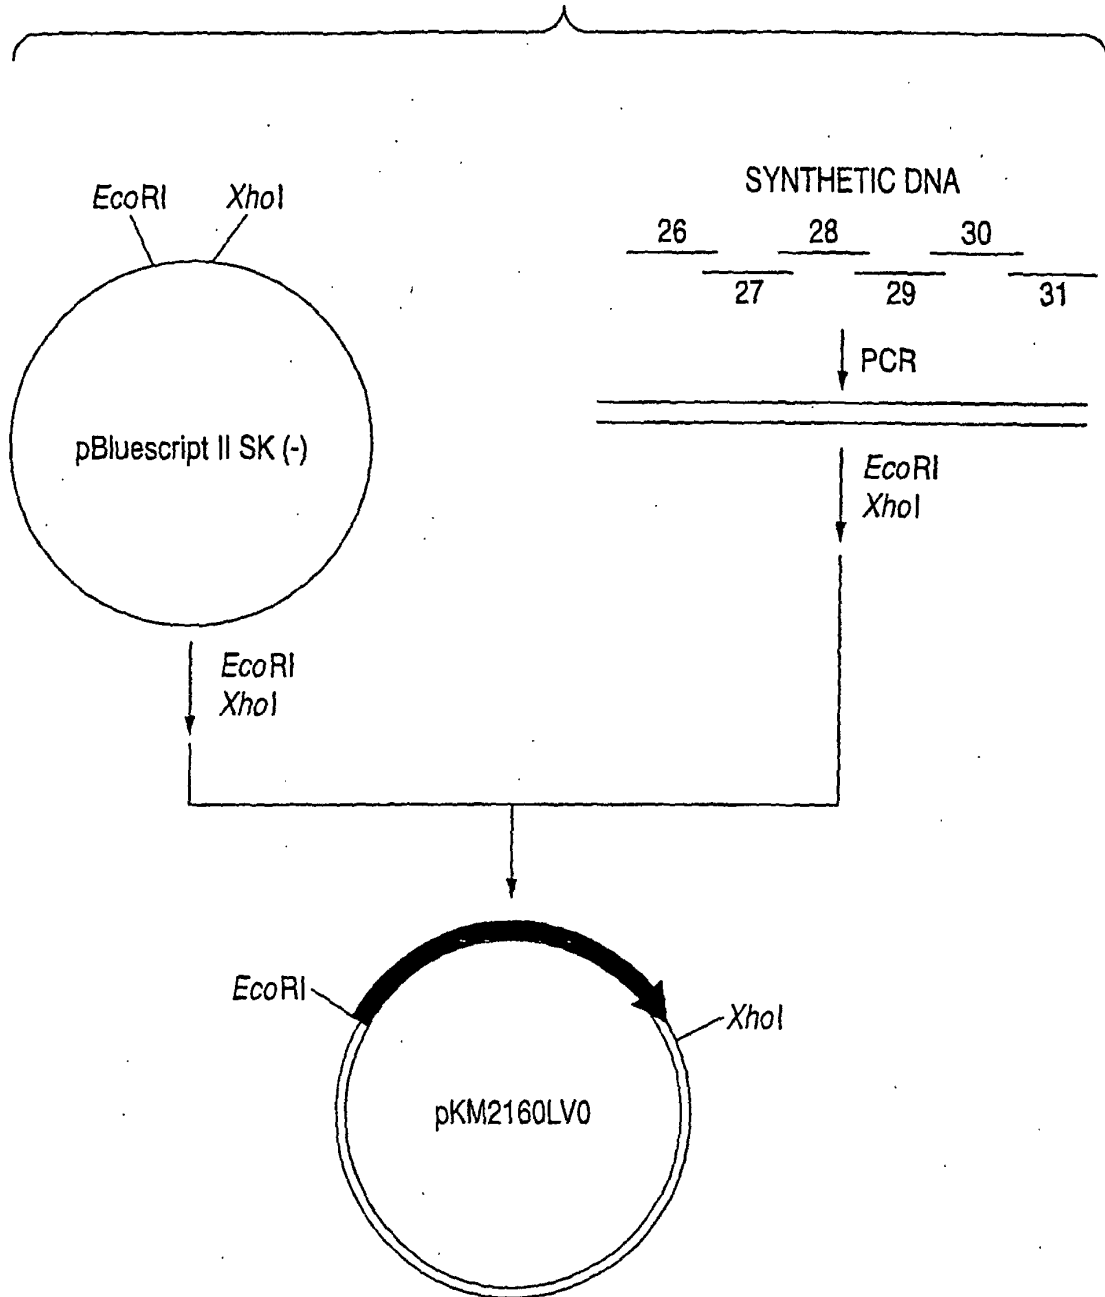 EcoRI XhoI
pBluescript II SK (-)
EcoRI
XhoI
SYNTHETIC DNA
26 28 30
27 29 31
PCR
EcoRI
XhoI
EcoRI
XhoI
pKM2160LV0